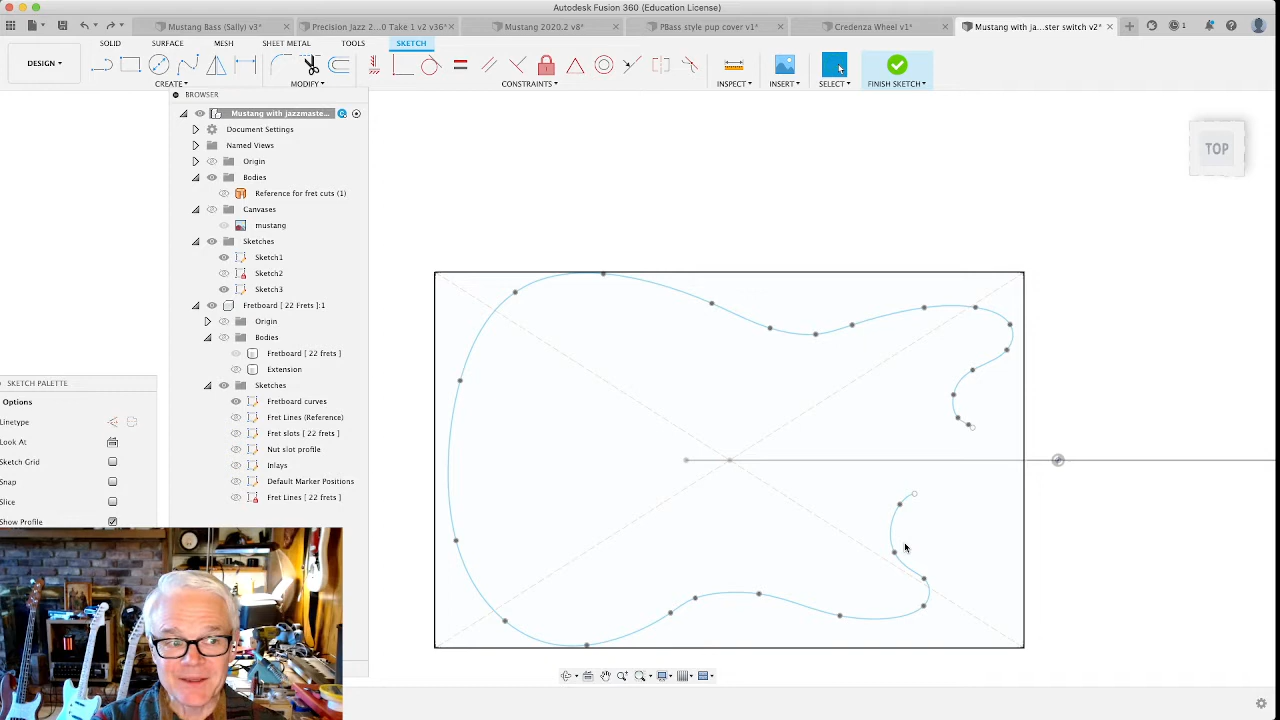 Autodesk Fusion 360 (Education License)
Mustang Bass (Sally) v3*
Precision Jazz 2....0 Take 1 v2 v36*
Mustang 2020.2 v8*
PBass style pup cover v1*
Credenza Wheel v1*
Mustang with ja...ster switch v2*
1
SOLID
SURFACE
MESH
SHEET METAL
TOOLS
SKETCH
DESIGN
CREATE
MODIFY
CONSTRAINTS
INSPECT
INSERT
SELECT
FINISH SKETCH
BROWSER
Mustang with jazzmaste...
Document Settings
Named Views
Origin
Bodies
Reference for fret cuts (1)
Canvases
mustang
Sketches
Sketch1
Sketch2
Sketch3
Fretboard [ 22 Frets ]:1
Origin
Bodies
Fretboard [ 22 frets ]
Extension
Sketches
Fretboard curves
Fret Lines (Reference)
Fret slots [ 22 frets ]
Nut slot profile
Inlays
Default Marker Positions
Fret Lines [ 22 frets ]
SKETCH PALETTE
Options
Linetype
Look At
Sketch Grid
Snap
Slice
Show Profile
TOP